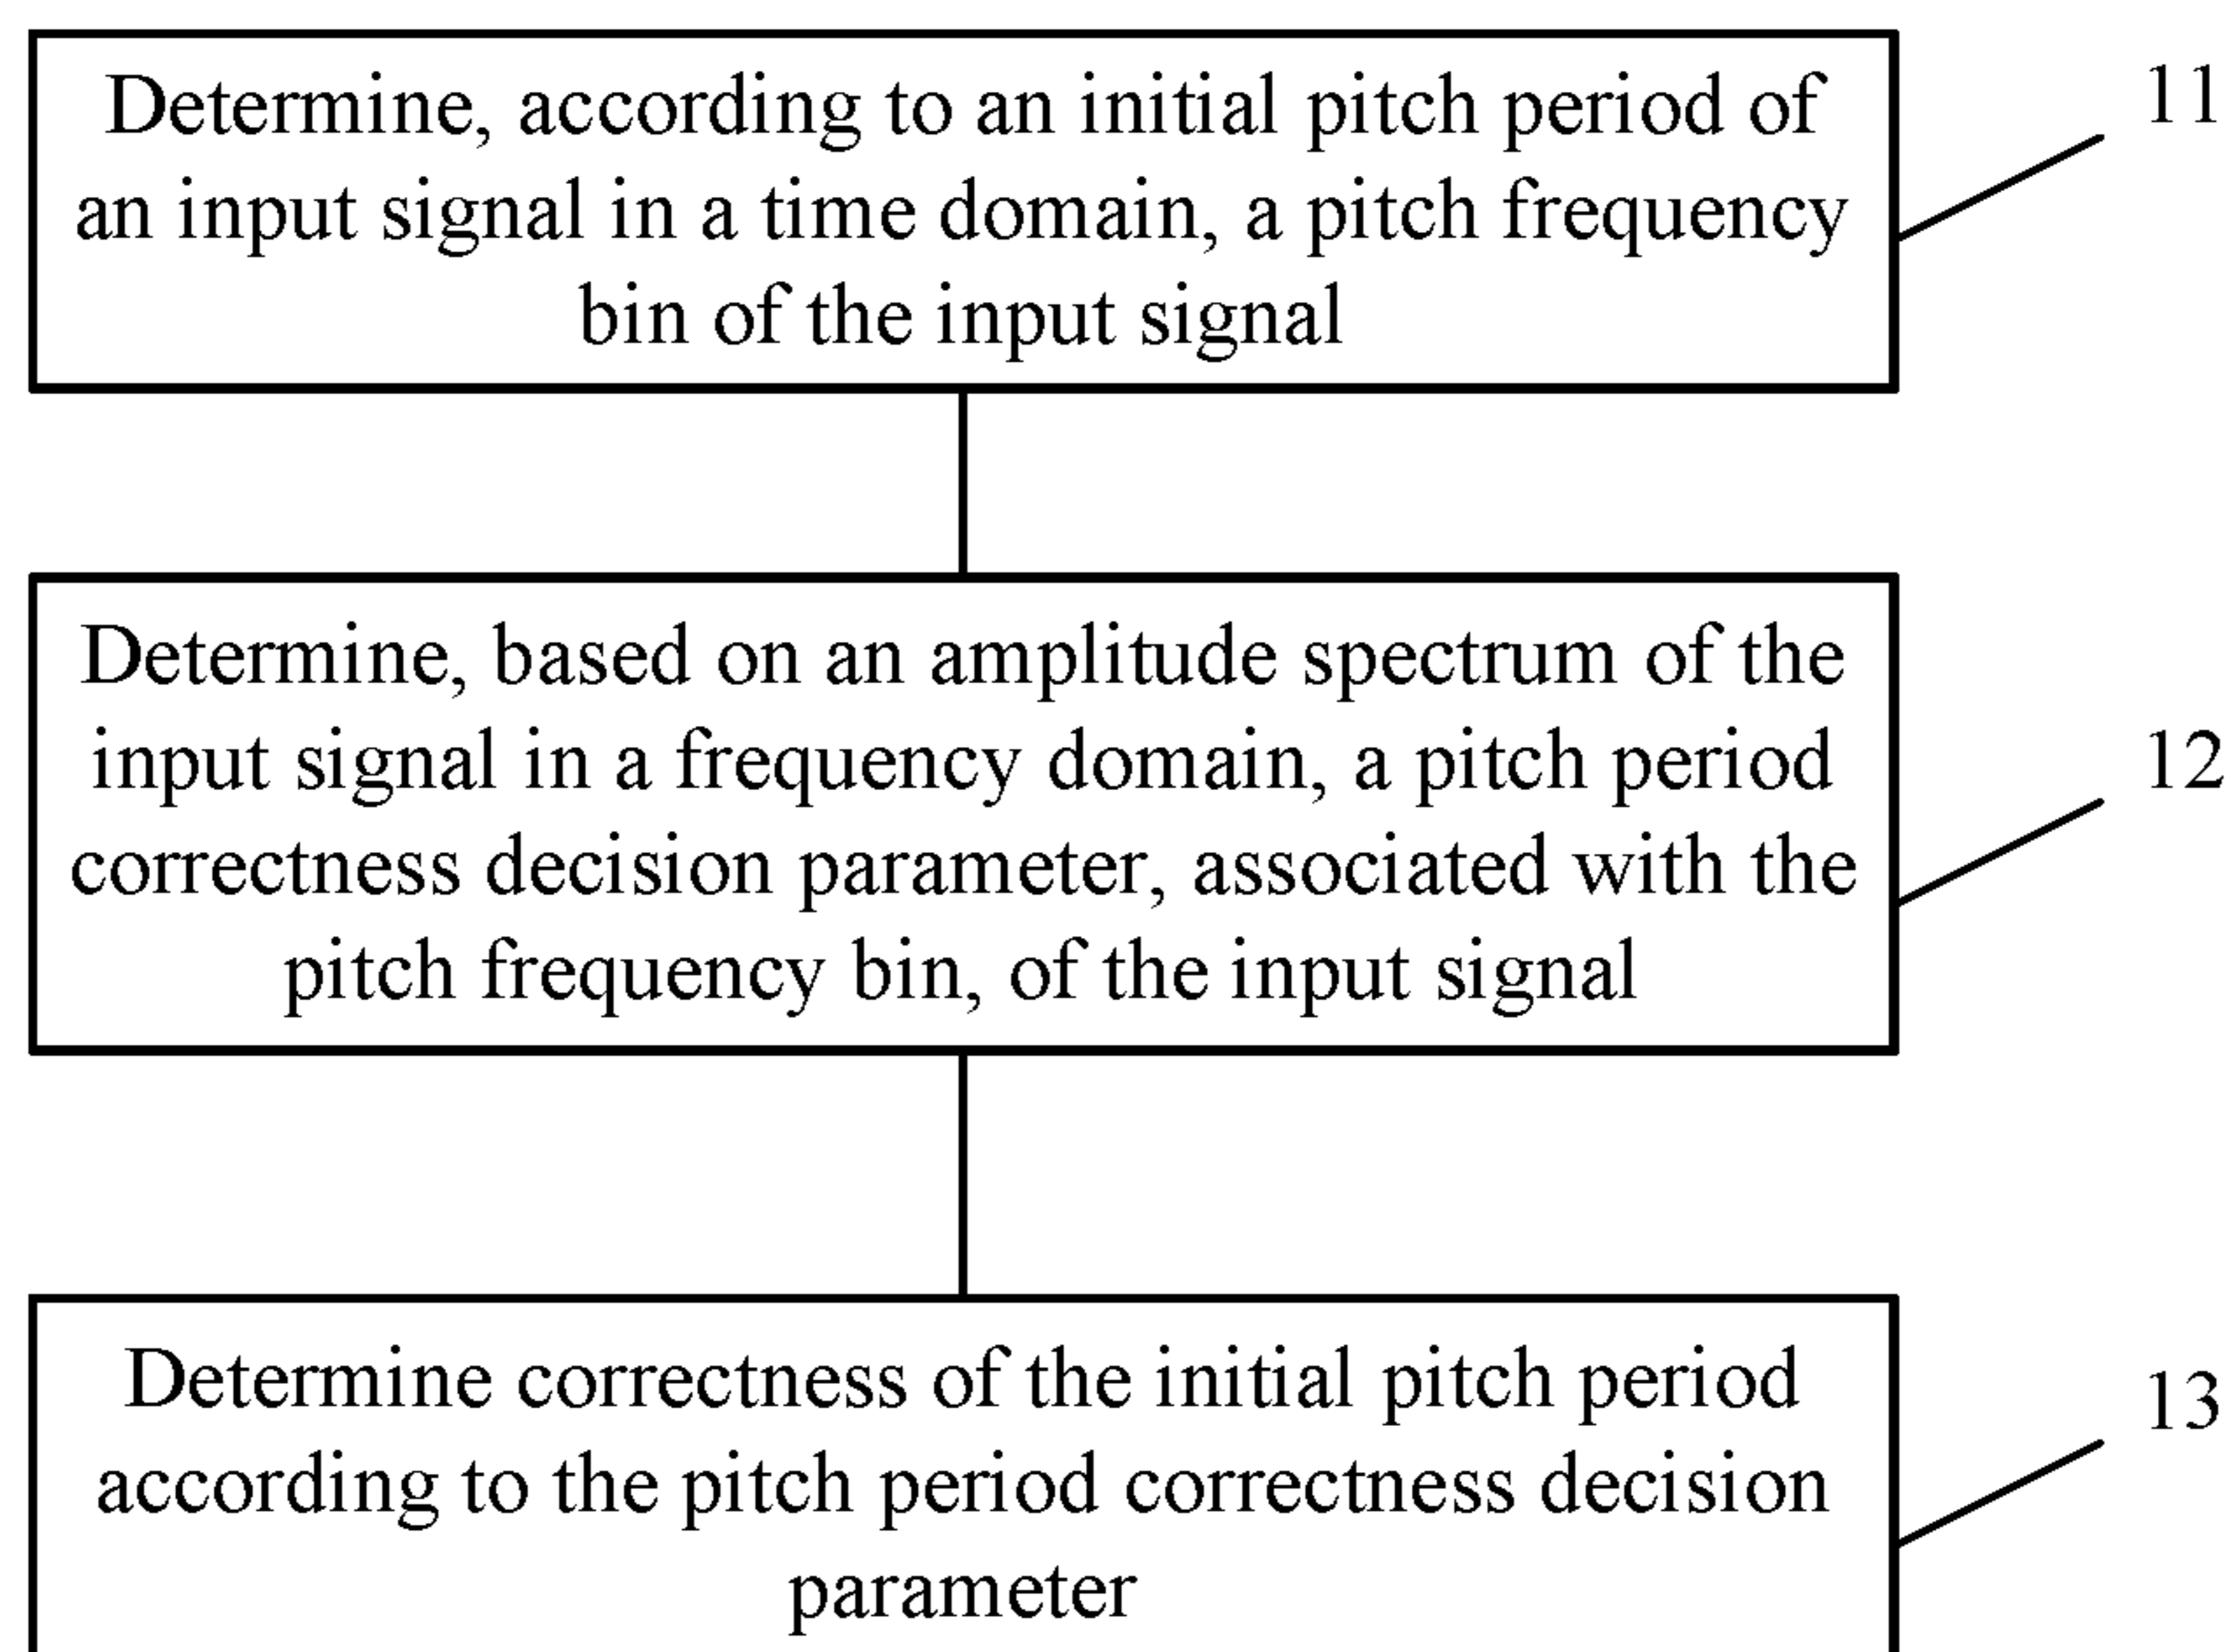 Determine, according to an initial pitch period of
an input signal in a time domain, a pitch frequency
bin of the input signal
11
Determine, based on an amplitude spectrum of the
input signal in a frequency domain, a pitch period
correctness decision parameter, associated with the
pitch frequency bin, of the input signal
12
Determine correctness of the initial pitch period
according to the pitch period correctness decision
parameter
13